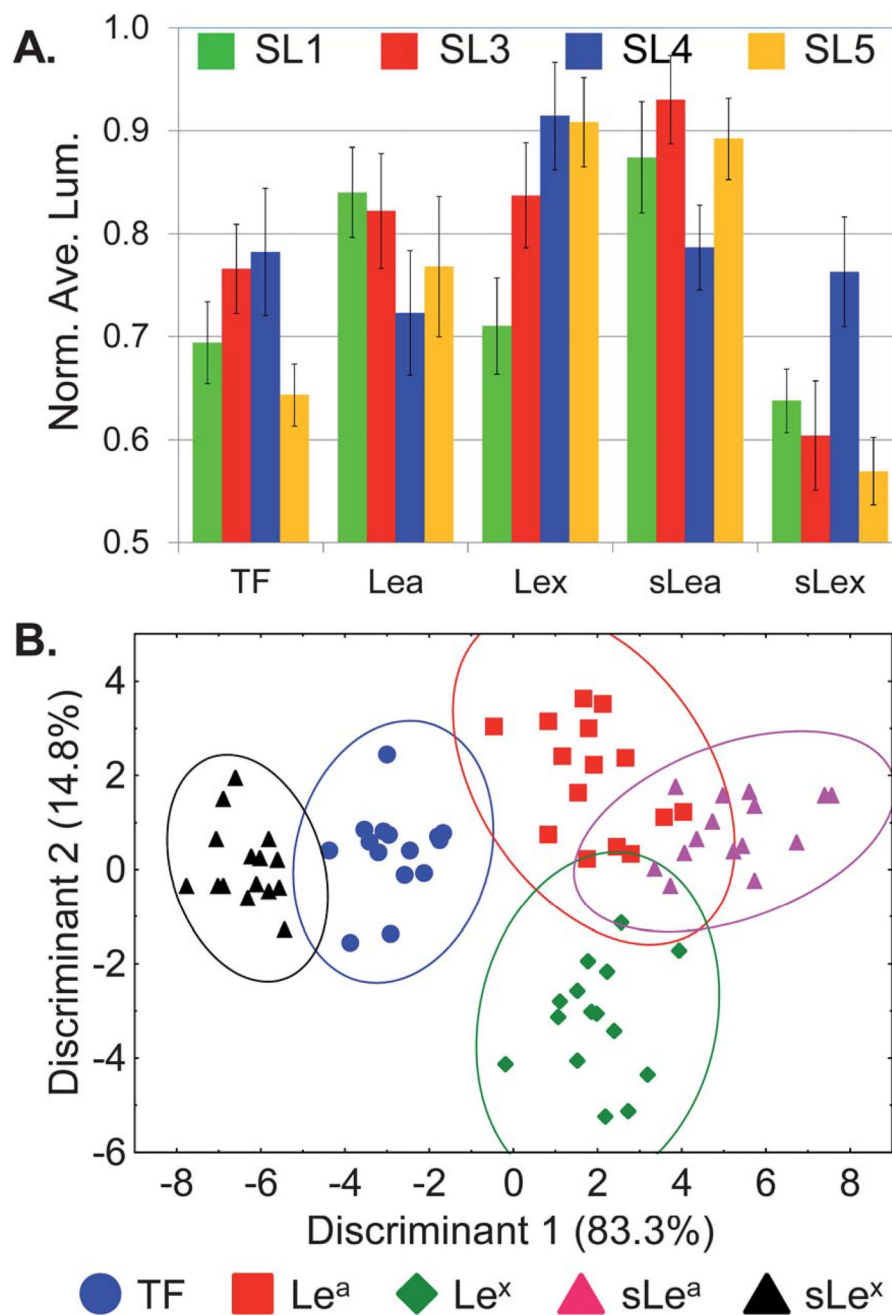 A.
1.0
SL1 SL3 SL4 SL5
0.9
0.8
0.7
0.6
0.5
Norm. Ave. Lum.
TF Lea Lex sLea sLex
B.
4
2
0
-2
-4
-6
Discriminant 2 (14.8%)
-8 -6 -4 -2 0 2 4 6 8
Discriminant 1 (83.3%)
TF Leᵃ Leˣ sLeᵃ sLeˣ